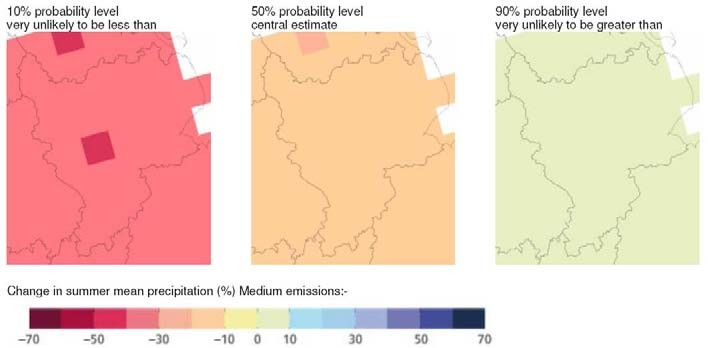 10% probability level
very unlikely to be less than
50% probability level
central estimate
90% probability level
very unlikely to be greater than
Change in summer mean precipitation (%) Medium emissions:-
−70 −50 −30 −10 0 10 30 50 70